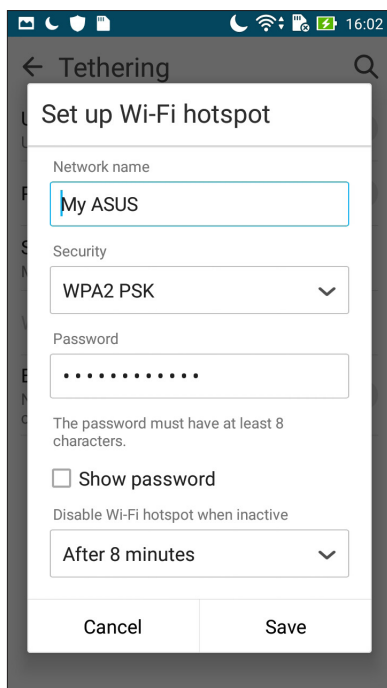 16:02
Tethering
Set up Wi-Fi hotspot
Network name
My ASUS
Security
WPA2 PSK
Password
••••••••••••
The password must have at least 8
characters.
Show password
Disable Wi-Fi hotspot when inactive
After 8 minutes
Cancel
Save